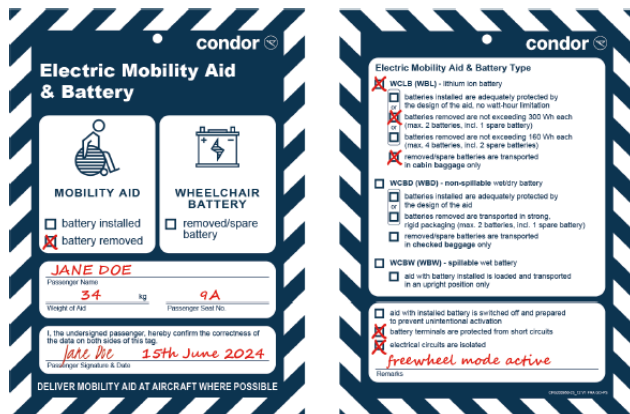 condor
Electric Mobility Aid
& Battery
MOBILITY AID
battery installed
battery removed
WHEELCHAIR
BATTERY
removed/spare
battery
JANE DOE
Passenger Name
34 kg 9A
Weight of Aid Passenger Seat No.
I, the undersigned passenger, hereby confirm the correctness of
the data on both sides of this tag.
Jane Doe 15th June 2024
Passenger Signature & Date
DELIVER MOBILITY AID AT AIRCRAFT WHERE POSSIBLE
condor
Electric Mobility Aid & Battery Type
WCLB (WBL) - lithium ion battery
batteries installed are adequately protected by
the design of the aid, no watt-hour limitation
or
batteries removed are not exceeding 300 Wh each
(max. 2 batteries, incl. 1 spare battery)
or
batteries removed are not exceeding 160 Wh each
(max. 4 batteries, incl. 2 spare batteries)
removed/spare batteries are transported
in cabin baggage only
WCBD (WBD) - non-spillable wet/dry battery
batteries installed are adequately protected by
the design of the aid
or
batteries removed are transported in strong,
rigid packaging (max. 2 batteries, incl. 1 spare battery)
removed/spare batteries are transported
in checked baggage only
WCBW (WBW) - spillable wet battery
aid with battery installed is loaded and transported
in an upright position only
aid with battery installed is switched off and prepared
to prevent unintentional activation
battery terminals are protected from short circuits
electrical circuits are isolated
freewheel mode active
Remarks